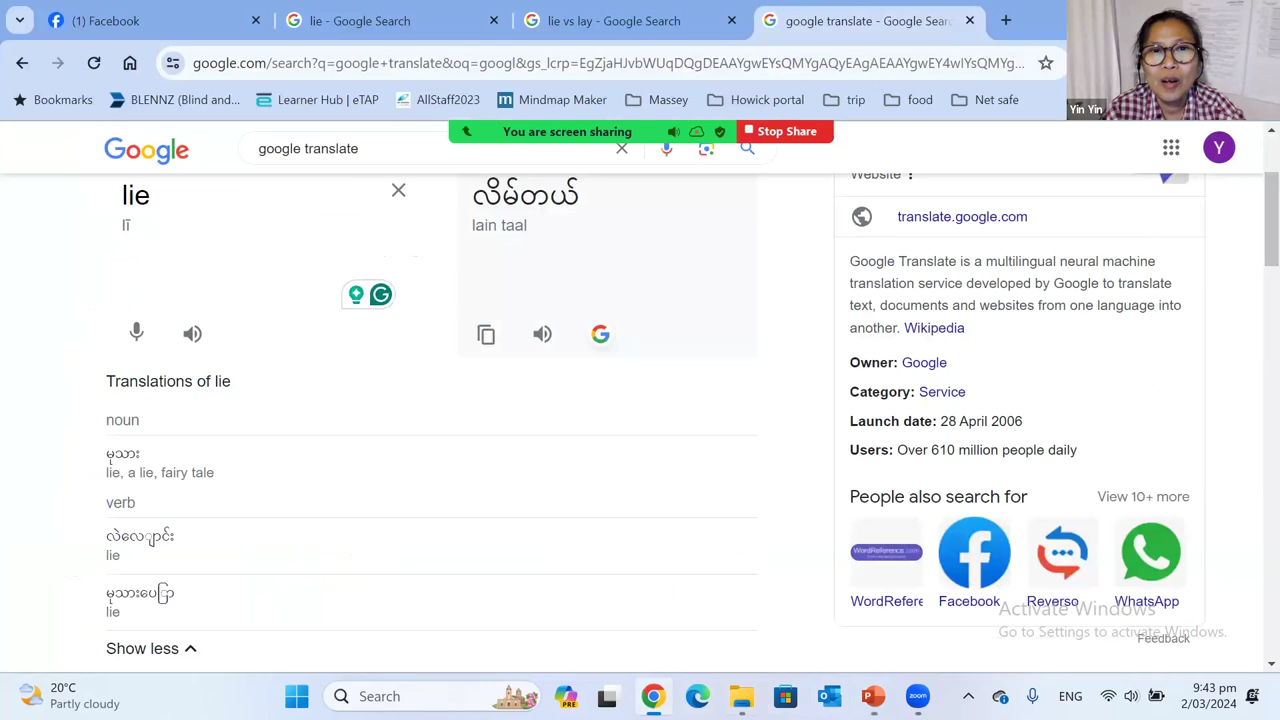 (1) Facebook
lie - Google Search
lie vs lay - Google Search
google translate - Google Sear
google.com/search?q=google+translate&oq=googl&gs_lcrp=EgZjaHJvbWUqDQgDEAAYgwEYsQMYgAQyEAgAEAAYgwEY4wIYsQMYg...
Bookmarks
BLENNZ (Blind and...
Learner Hub | eTAP
AllStaff2023
Mindmap Maker
Massey
Howick portal
trip
food
Net safe
Yin Yin
You are screen sharing
Stop Share
Google
google translate
Y
lie
lī
လိမ်တယ်
lain taal
Translations of lie
noun
မုသား
lie, a lie, fairy tale
verb
လဲလျောင်း
lie
မုသားပြော
lie
Show less
Website
translate.google.com
Google Translate is a multilingual neural machine
translation service developed by Google to translate
text, documents and websites from one language into
another. Wikipedia
Owner: Google
Category: Service
Launch date: 28 April 2006
Users: Over 610 million people daily
People also search for
View 10+ more
WordReference.com
WordRefere
Facebook
Reverso
WhatsApp
Activate Windows
Go to Settings to activate Windows.
Feedback
20°C
Partly cloudy
Search
PRE
zoom
ENG
9:43 pm
2/03/2024